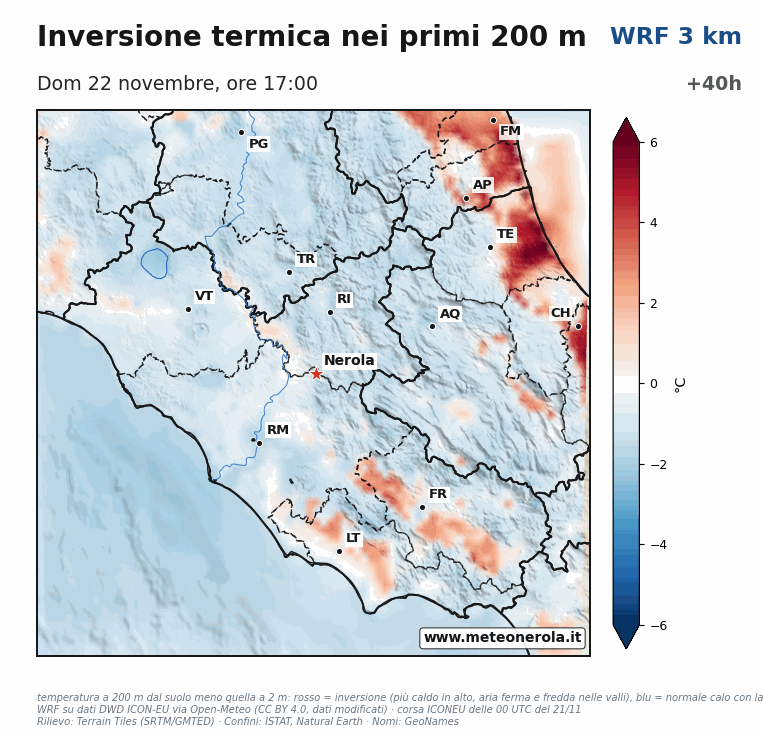 Inversione termica nei primi 200 m WRF 3 km
Dom 22 novembre, ore 17:00 +40h
FM
PG
AP
TE
TR
VT
RI
AQ
CH.
Nerola
RM
FR
LT
www.meteonerola.it
6
4
2
0
−2
−4
−6
°C
temperatura a 200 m dal suolo meno quella a 2 m: rosso = inversione (più caldo in alto, aria ferma e fredda nelle valli), blu = normale calo con la
WRF su dati DWD ICON-EU via Open-Meteo (CC BY 4.0, dati modificati) · corsa ICONEU delle 00 UTC del 21/11
Rilievo: Terrain Tiles (SRTM/GMTED) · Confini: ISTAT, Natural Earth · Nomi: GeoNames